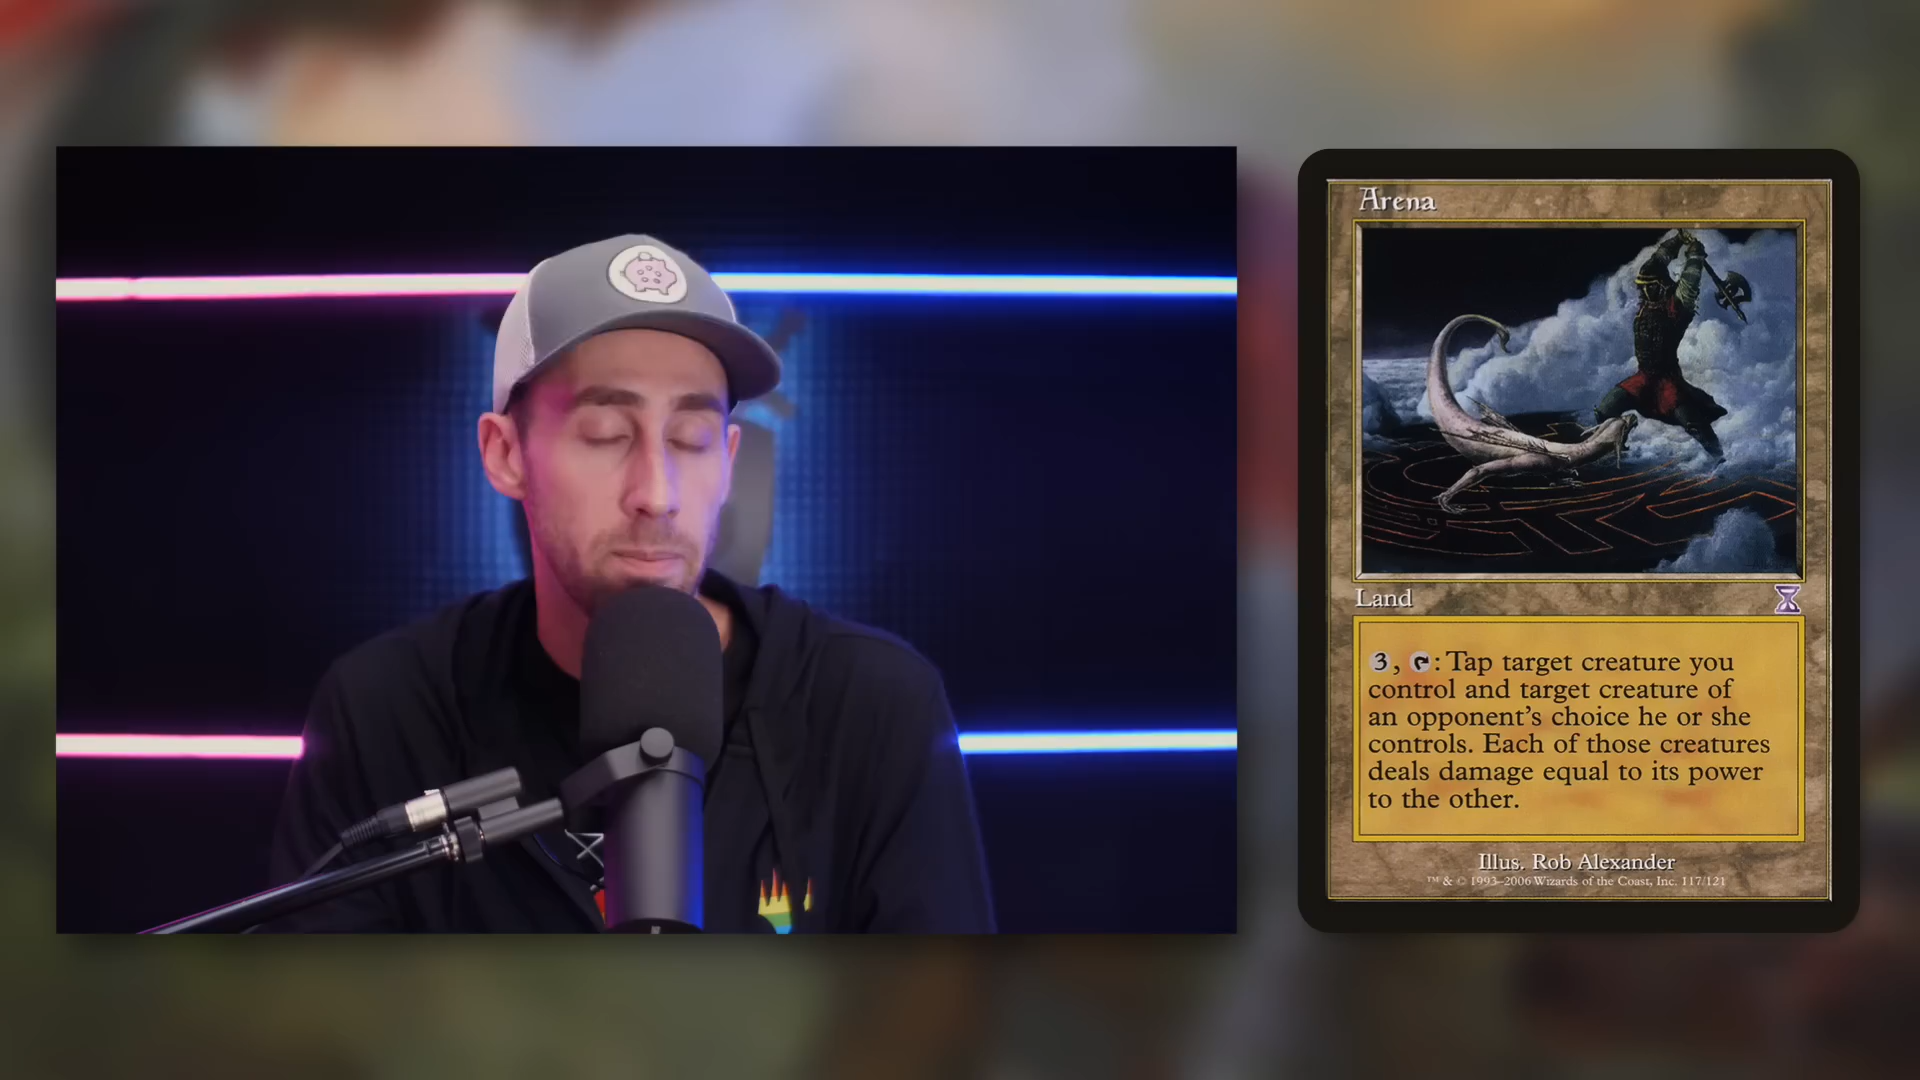 Arena
Land
3, : Tap target creature you
control and target creature of
an opponent's choice he or she
controls. Each of those creatures
deals damage equal to its power
to the other.
Illus. Rob Alexander
™ & © 1993–2006 Wizards of the Coast, Inc. 117/121